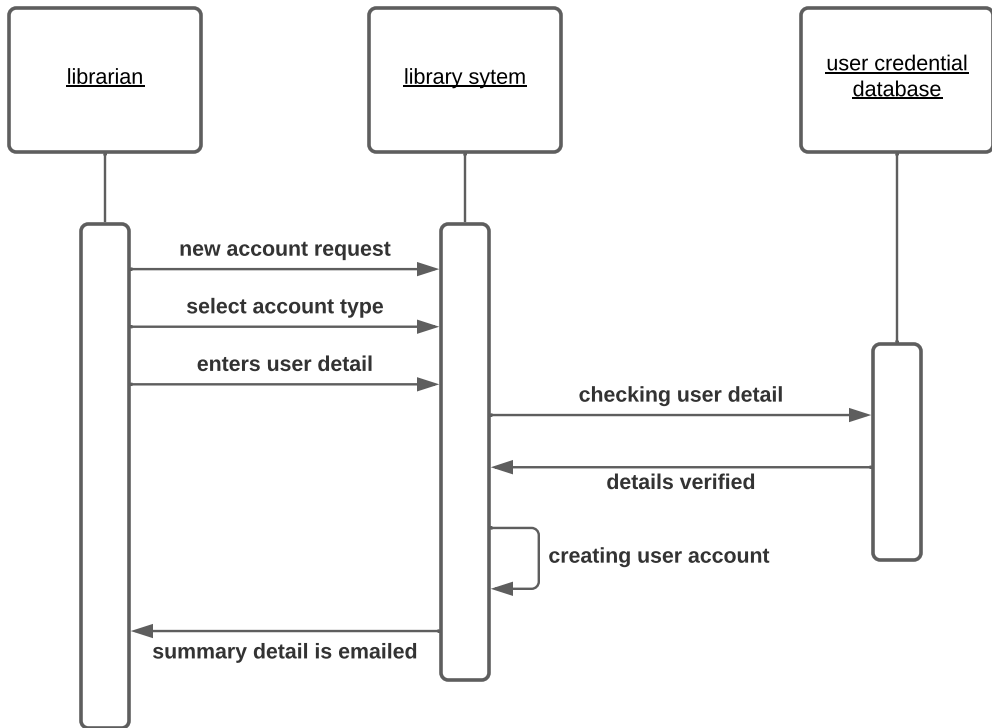 librarian
library sytem
user credential
database
new account request
select account type
enters user detail
checking user detail
details verified
creating user account
summary detail is emailed